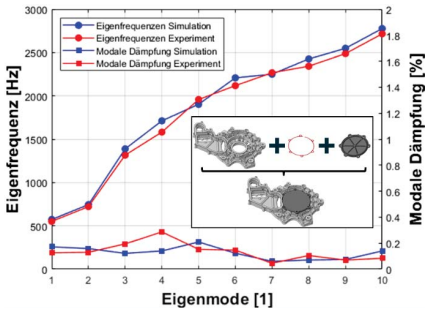 3000
2500
2000
1500
1000
500
0
Eigenfrequenz [Hz]
Eigenfrequenzen Simulation
Eigenfrequenzen Experiment
Modale Dämpfung Simulation
Modale Dämpfung Experiment
2
1.8
1.6
1.4
1.2
1
0.8
0.6
0.4
0.2
0
Modale Dämpfung [%]
1 2 3 4 5 6 7 8 9 10
Eigenmode [1]